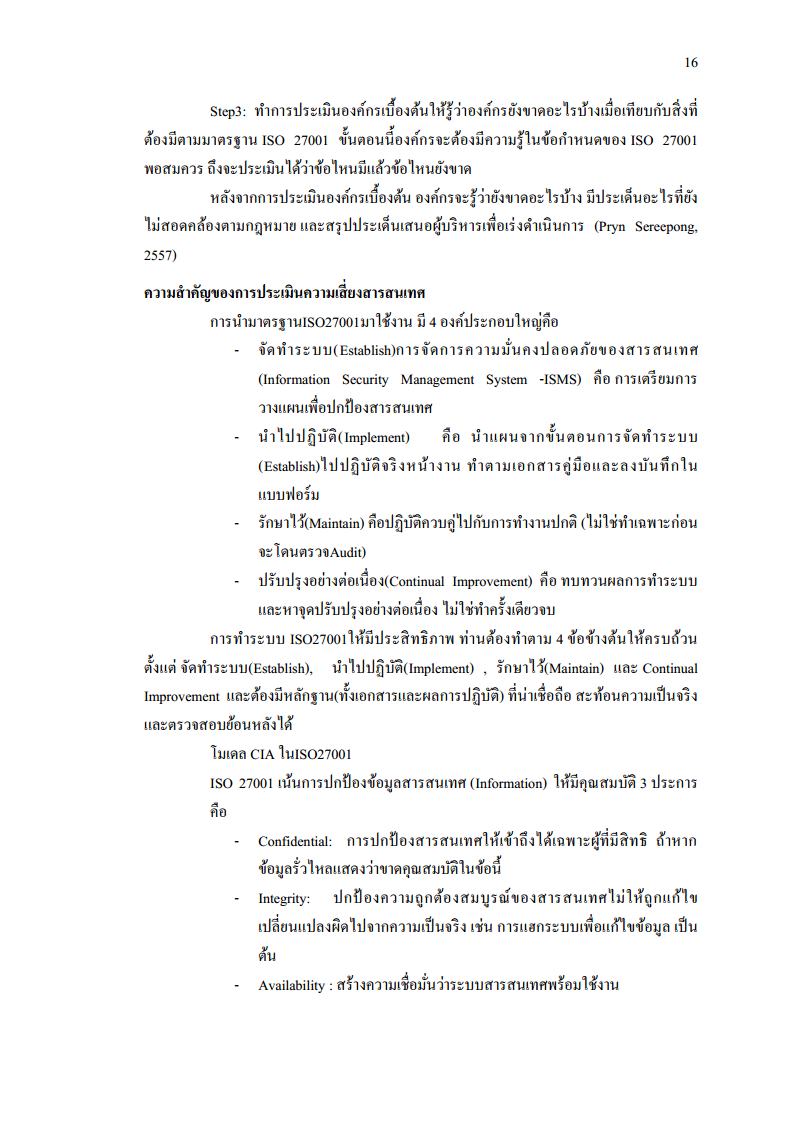 16
Step3: ทำการประเมินองค์กรเบื้องต้นให้รู้ว่าองค์กรยังขาดอะไรบ้างเมื่อเทียบกับสิ่งที่
ต้องมีตามมาตรฐาน ISO 27001 ขั้นตอนนี้องค์กรจะต้องมีความรู้ในข้อกำหนดของ ISO 27001
พอสมควร ถึงจะประเมินได้ว่าข้อไหนมีแล้วข้อไหนยังขาด
หลังจากการประเมินองค์กรเบื้องต้น องค์กรจะรู้ว่ายังขาดอะไรบ้าง มีประเด็นอะไรที่ยัง
ไม่สอดคล้องตามกฎหมาย และสรุปประเด็นเสนอผู้บริหารเพื่อเร่งดำเนินการ (Pryn Sereepong,
2557)
ความสำคัญของการประเมินความเสี่ยงสารสนเทศ
การนำมาตรฐานISO27001มาใช้งาน มี 4 องค์ประกอบใหญ่คือ
- จัดทำระบบ(Establish)การจัดการความมั่นคงปลอดภัยของสารสนเทศ
(Information Security Management System -ISMS) คือ การเตรียมการ
วางแผนเพื่อปกป้องสารสนเทศ
- นำไปปฏิบัติ(Implement) คือ นำแผนจากขั้นตอนการจัดทำระบบ
(Establish)ไปปฏิบัติจริงหน้างาน ทำตามเอกสารคู่มือและลงบันทึกใน
แบบฟอร์ม
- รักษาไว้(Maintain) คือปฏิบัติควบคู่ไปกับการทำงานปกติ (ไม่ใช่ทำเฉพาะก่อน
จะโดนตรวจAudit)
- ปรับปรุงอย่างต่อเนื่อง(Continual Improvement) คือ ทบทวนผลการทำระบบ
และหาจุดปรับปรุงอย่างต่อเนื่อง ไม่ใช่ทำครั้งเดียวจบ
การทำระบบ ISO27001ให้มีประสิทธิภาพ ท่านต้องทำตาม 4 ข้อข้างต้นให้ครบถ้วน
ตั้งแต่ จัดทำระบบ(Establish), นำไปปฏิบัติ(Implement) , รักษาไว้(Maintain) และ Continual
Improvement และต้องมีหลักฐาน(ทั้งเอกสารและผลการปฏิบัติ) ที่น่าเชื่อถือ สะท้อนความเป็นจริง
และตรวจสอบย้อนหลังได้
โมเดล CIA ในISO27001
ISO 27001 เน้นการปกป้องข้อมูลสารสนเทศ (Information) ให้มีคุณสมบัติ 3 ประการ
คือ
- Confidential: การปกป้องสารสนเทศให้เข้าถึงได้เฉพาะผู้ที่มีสิทธิ ถ้าหาก
ข้อมูลรั่วไหลแสดงว่าขาดคุณสมบัติในข้อนี้
- Integrity: ปกป้องความถูกต้องสมบูรณ์ของสารสนเทศไม่ให้ถูกแก้ไข
เปลี่ยนแปลงผิดไปจากความเป็นจริง เช่น การแฮกระบบเพื่อแก้ไขข้อมูล เป็น
ต้น
- Availability : สร้างความเชื่อมั่นว่าระบบสารสนเทศพร้อมใช้งาน